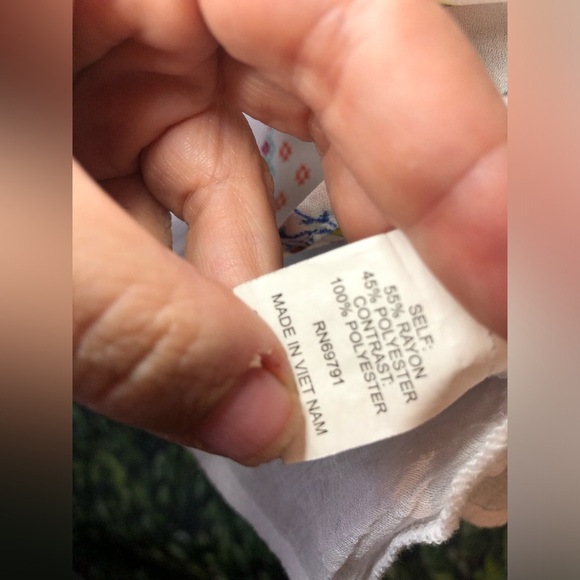 SELF:
55% RAYON
45% POLYESTER
CONTRAST:
100% POLYESTER
RN69791
MADE IN VIET NAM